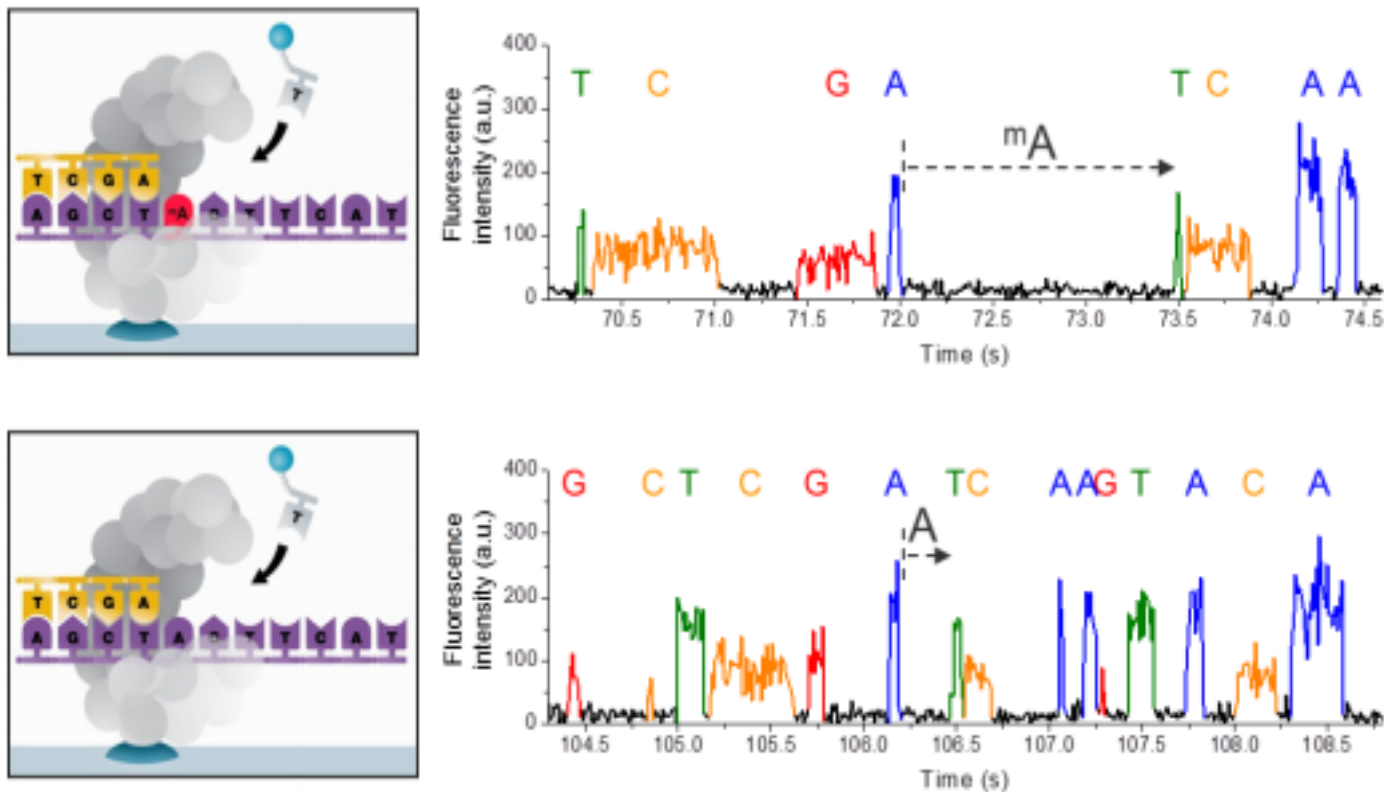 T
T C G A
A G C T mA G T T C A T
400
300
200
100
0
Fluorescence
intensity (a.u.)
T C G A T C A A
mA
70.5 71.0 71.5 72.0 72.5 73.0 73.5 74.0 74.5
Time (s)
T
T C G A
A G C T A G T T C A T
400
300
200
100
0
Fluorescence
intensity (a.u.)
G C T C G A T C A A G T A C A
A
104.5 105.0 105.5 106.0 106.5 107.0 107.5 108.0 108.5
Time (s)